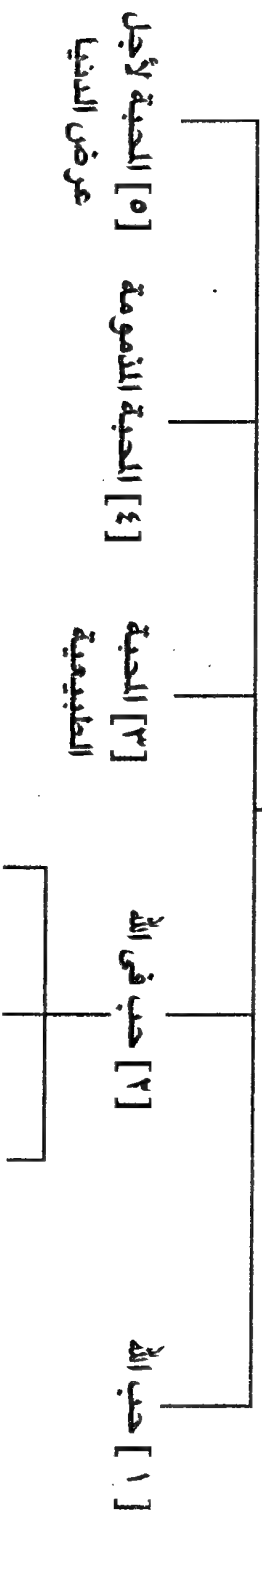 [١] حب الله
[٢] حب في الله
[٣] المحبة
الطبيعية
[٤] المحبة المذمومة
[٥] المحبة لأجل
عرض الدنيا